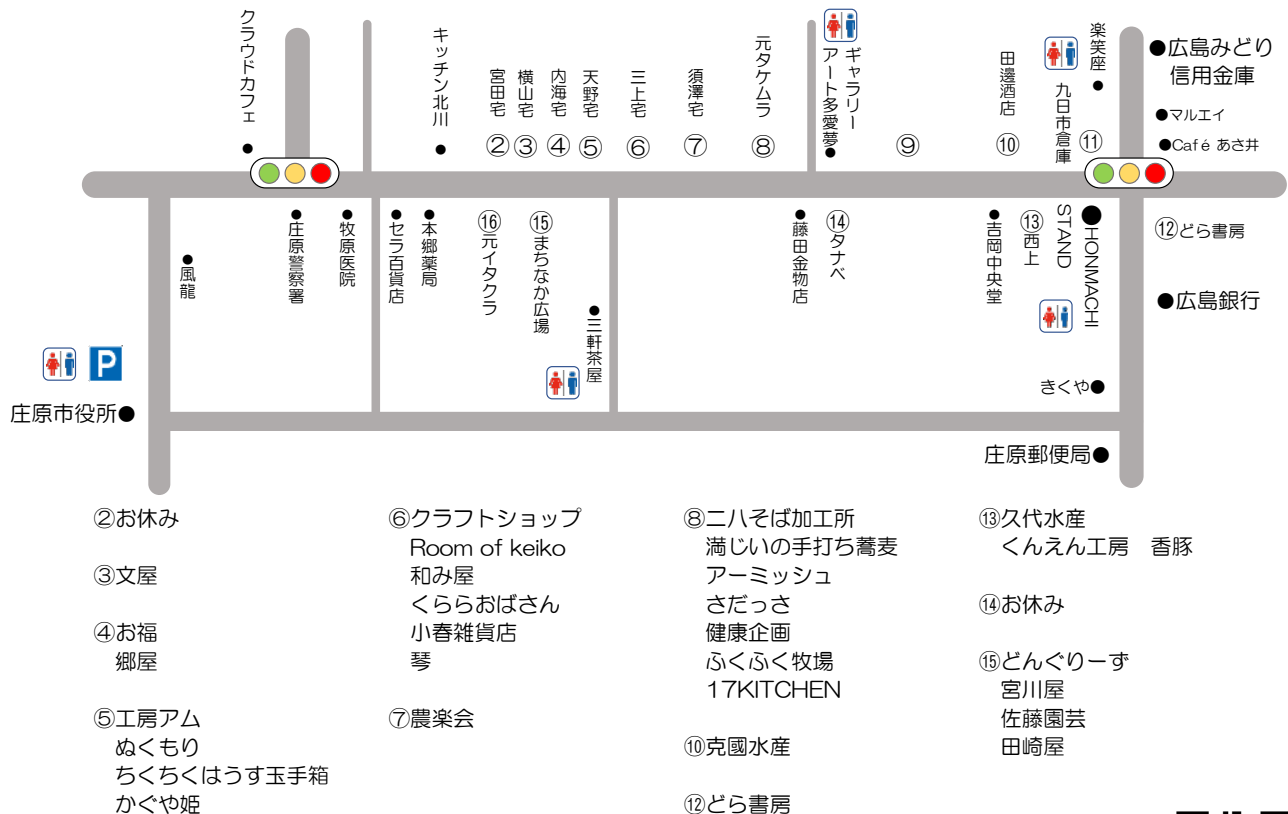 クラウドカフェ
キッチン北川
宮田宅
横山宅
内海宅
天野宅
三上宅
須澤宅
元タケムラ
ギャラリー
アート多愛夢
田邊酒店
九日市倉庫
楽笑座
●広島みどり
信用金庫
●マルエイ
●Café あさ井
② ③ ④ ⑤ ⑥ ⑦ ⑧ ⑨ ⑩ ⑪
風龍
庄原警察署
牧原医院
セラ百貨店
本郷薬局
⑯元イタクラ
⑮まちなか広場
三軒茶屋
藤田金物店
⑭タナベ
吉岡中央堂
⑬西上
●HONMACHI
STAND
⑫どら書房
●広島銀行
P
庄原市役所●
きくや●
庄原郵便局●
②お休み
③文屋
④お福
郷屋
⑤工房アム
ぬくもり
ちくちくはうす玉手箱
かぐや姫
⑥クラフトショップ
Room of keiko
和み屋
くららおばさん
小春雑貨店
琴
⑦農楽会
⑧二八そば加工所
満じいの手打ち蕎麦
アーミッシュ
さだっさ
健康企画
ふくふく牧場
17KITCHEN
⑩克國水産
⑫どら書房
⑬久代水産
くんえん工房　香豚
⑭お休み
⑮どんぐりーず
宮川屋
佐藤園芸
田崎屋